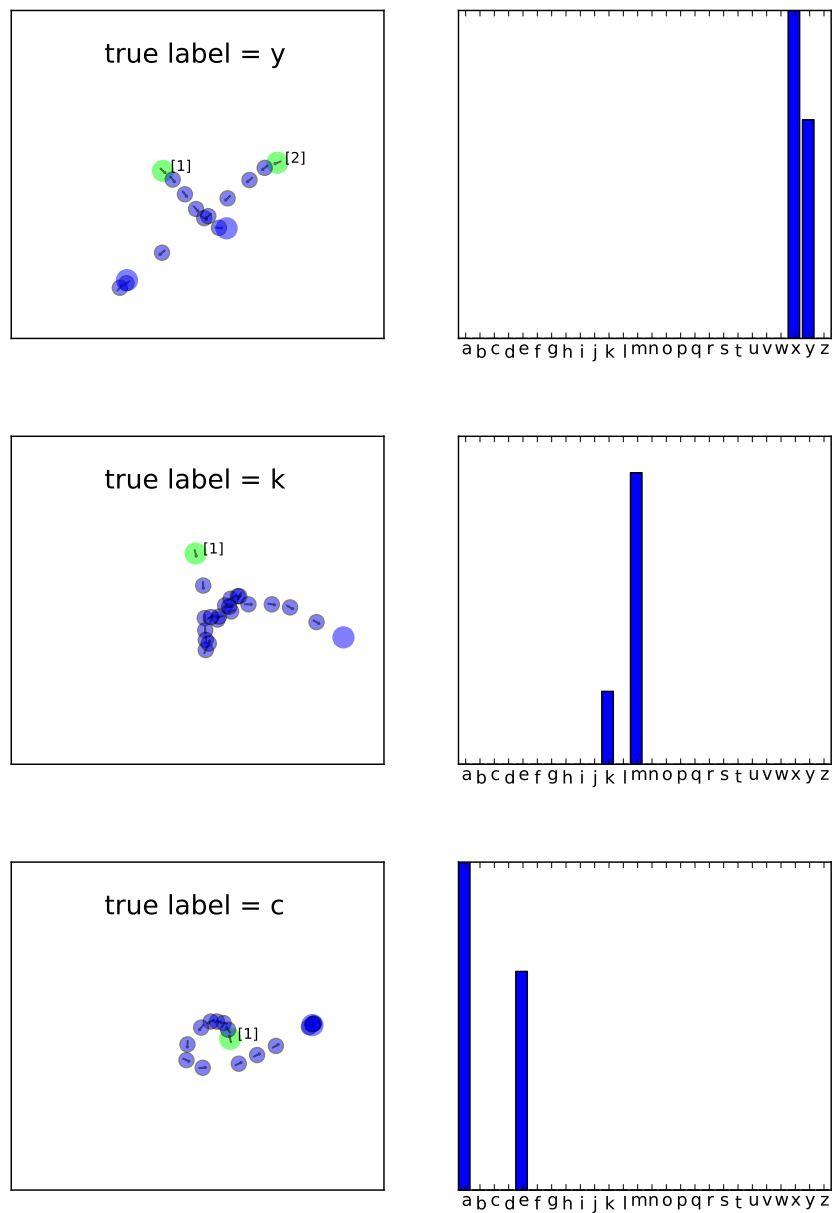 true label = y
[1]
[2]
a b c d e f g h i j k l m n o p q r s t u v w x y z
true label = k
[1]
a b c d e f g h i j k l m n o p q r s t u v w x y z
true label = c
[1]
a b c d e f g h i j k l m n o p q r s t u v w x y z